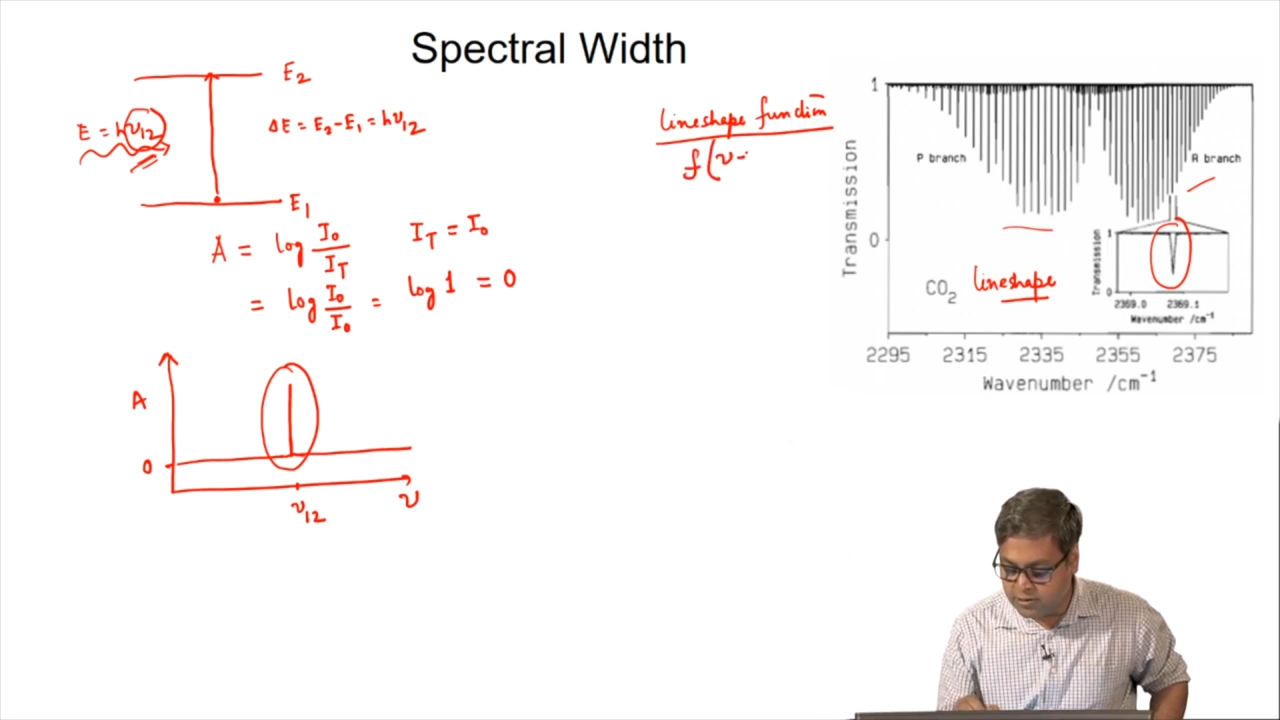 Spectral Width
E₂
E = hν₁₂
ΔE = E₂-E₁ = hν₁₂
E₁
A = log I₀/I_T
I_T = I₀
= log I₀/I₀ = log 1 = 0
A
0
ν₁₂
ν
lineshape function
f(ν-
1
P branch
R branch
Transmission
0
1
Transmission
0
2369.0 2369.1
Wavenumber /cm⁻¹
CO₂
lineshape
2295 2315 2335 2355 2375
Wavenumber /cm⁻¹